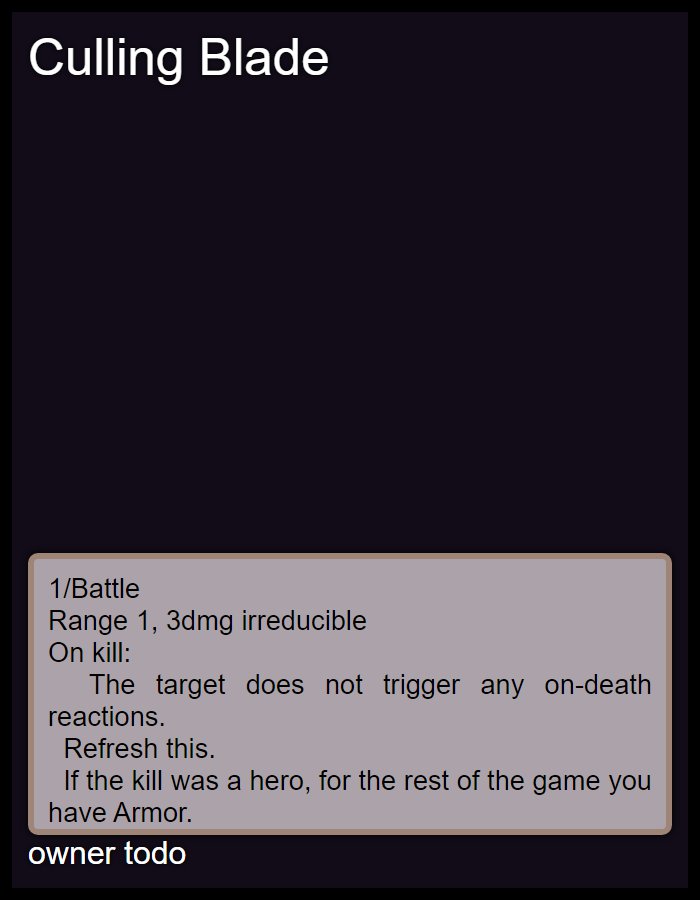 Culling Blade
1/Battle
Range 1, 3dmg irreducible
On kill:
The target does not trigger any on-death
reactions.
Refresh this.
If the kill was a hero, for the rest of the game you
have Armor.
owner todo